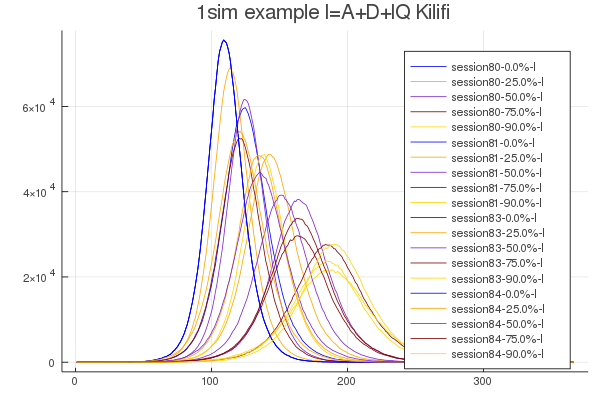 1sim example I=A+D+IQ Kilifi
6×10 4
4×10 4
2×10 4
0
0 100 200 300
session80-0.0%-I
session80-25.0%-I
session80-50.0%-I
session80-75.0%-I
session80-90.0%-I
session81-0.0%-I
session81-25.0%-I
session81-50.0%-I
session81-75.0%-I
session81-90.0%-I
session83-0.0%-I
session83-25.0%-I
session83-50.0%-I
session83-75.0%-I
session83-90.0%-I
session84-0.0%-I
session84-25.0%-I
session84-50.0%-I
session84-75.0%-I
session84-90.0%-I